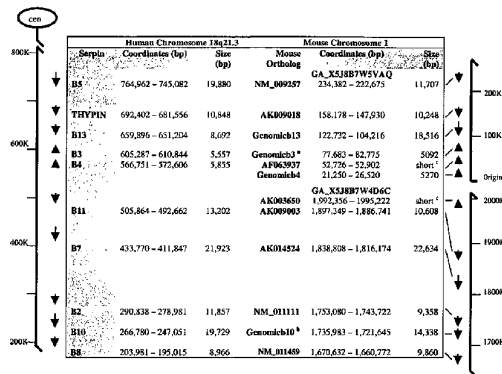 cen
Human Chromosome 18q21.3 Mouse Chromosome 1
Serpin Coordinates (bp) Size (bp) Mouse Ortholog Coordinates (bp) Size (bp)
GA_X5J8B7W5VAQ
B5 764,962 – 745,082 19,880 NM_009257 234,382 – 222,675 11,707
THYPIN 692,402 – 681,556 10,848 AK009018 158,178 - 147,930 10,248
B13 659,896 – 651,204 8,692 Genomicb13 122,732 – 104,216 18,516
B3 605,287 – 610,844 5,557 Genomicb3 77,683 – 82,775 5092
B4 566,751 – 572,606 5,855 AF063937 52,726 – 52,902 short c
Genomicb4 21,250 – 26,520 5270
GA_X5J8B7W4D6C
AK003650 1,992,356 – 1995,222 short c
B11 505,864 – 492,662 13,202 AK009003 1,897,349 – 1,886,741 10,608
B7 433,770 – 411,847 21,923 AK014524 1,838,808 – 1,816,174 22,634
B2 290,838 – 278,981 11,857 NM_011111 1,753,080 – 1,743,722 9,358
B10 266,780 – 247,051 19,729 Genomicb10 b 1,735,983 – 1,721,645 14,338
B8 203,981 – 195,015 8,966 NM_011459 1,670,632 – 1,660,772 9,860
800K
600K
400K
200K
200K
100K
Origin
2000K
1900K
1800K
1700K